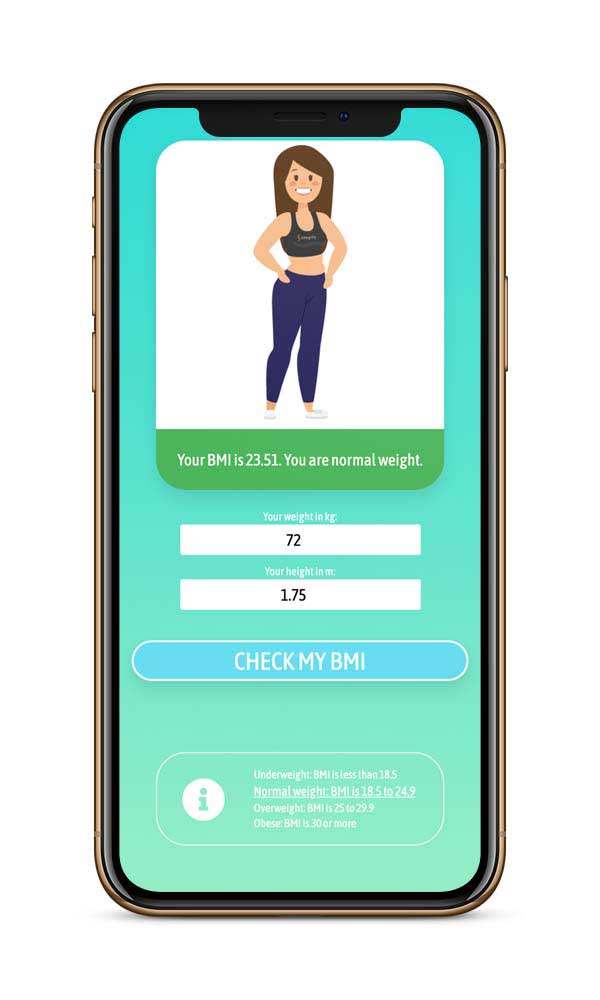 Your BMI is 23.51. You are normal weight.
Your weight in kg:
72
Your height in m:
1.75
CHECK MY BMI
Underweight: BMI is less than 18.5
Normal weight: BMI is 18.5 to 24.9
Overweight: BMI is 25 to 29.9
Obese: BMI is 30 or more